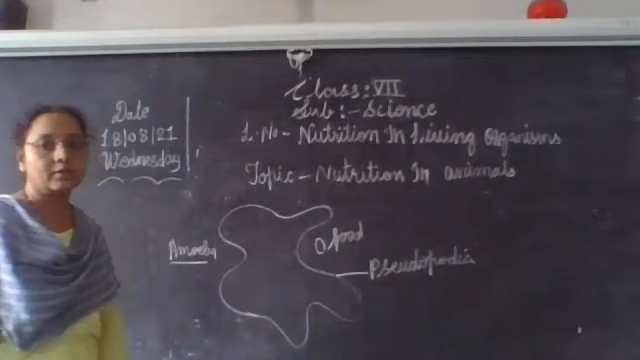 Class: VII
Sub:- Science
Date
18/08/21
Wednesday
L.No- Nutrition In Living Organisms
Topic- Nutrition In animals
Amoeba
food
Pseudopodia